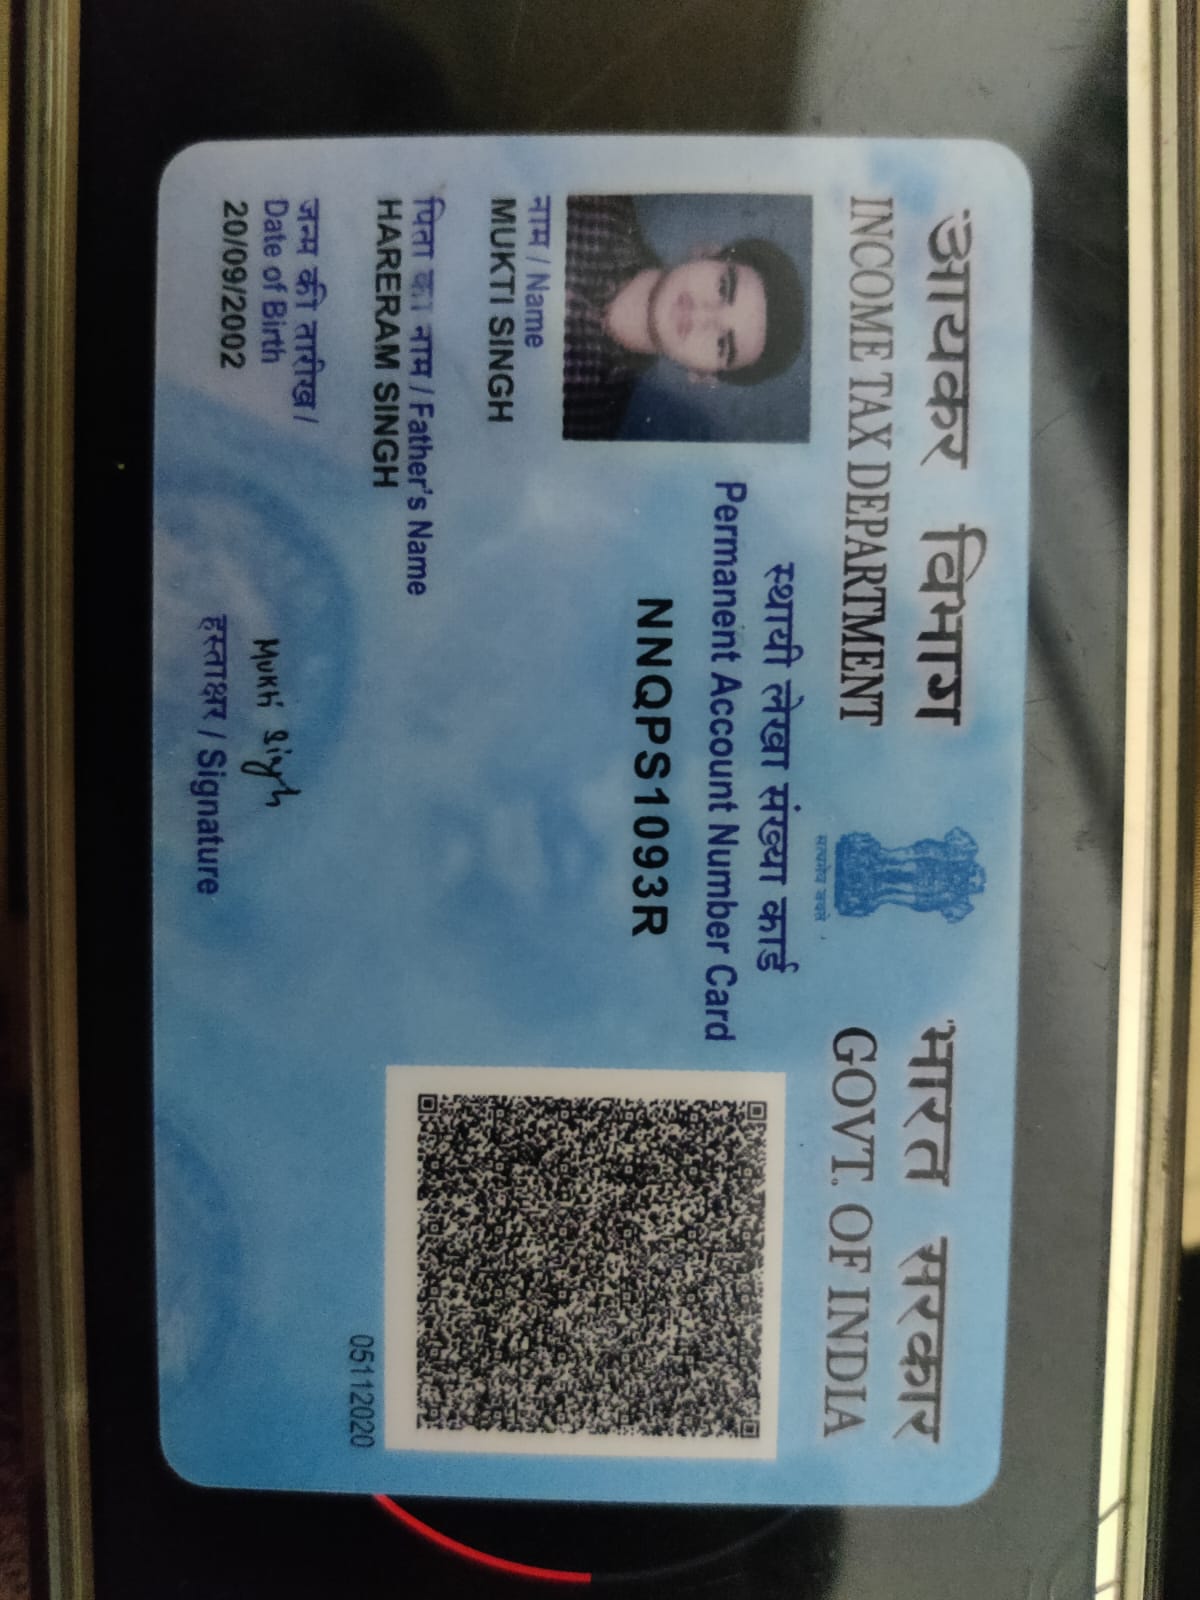 आयकर विभाग
INCOME TAX DEPARTMENT
सत्यमेव जयते
भारत सरकार
GOVT. OF INDIA
स्थायी लेखा संख्या कार्ड
Permanent Account Number Card
NNQPS1093R
नाम / Name
MUKTI SINGH
पिता का नाम / Father's Name
HARERAM SINGH
जन्म की तारीख /
Date of Birth
20/09/2002
Mukti Singh
हस्ताक्षर / Signature
05112020